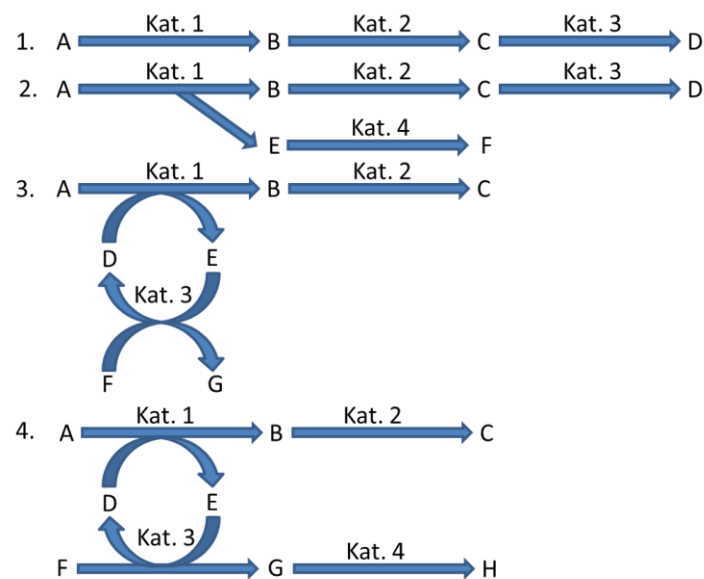 Kat. 1 Kat. 2 Kat. 3
1. A B C D
Kat. 1 Kat. 2 Kat. 3
2. A B C D
Kat. 4
E F
Kat. 1 Kat. 2
3. A B C
D E
Kat. 3
F G
Kat. 1 Kat. 2
4. A B C
D E
Kat. 3 Kat. 4
F G H